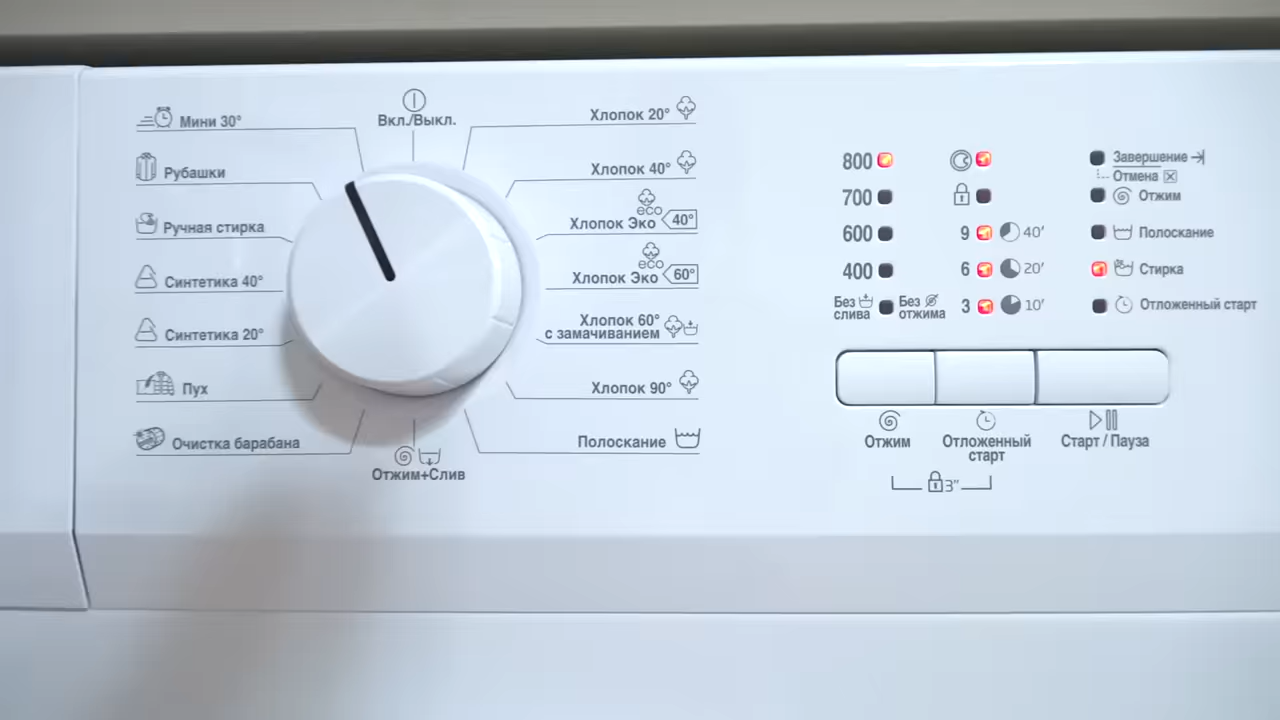 Вкл./Выкл.
Мини 30°
Рубашки
Ручная стирка
Синтетика 40°
Синтетика 20°
Пух
Очистка барабана
Отжим+Слив
Хлопок 20°
Хлопок 40°
eco
Хлопок Эко 40°
eco
Хлопок Эко 60°
Хлопок 60°
с замачиванием
Хлопок 90°
Полоскание
800
700
600
400
Без слива
Без отжима
9 40'
6 20'
3 10'
Завершение
Отмена
Отжим
Полоскание
Стирка
Отложенный старт
Отжим
Отложенный
старт
Старт / Пауза
3"